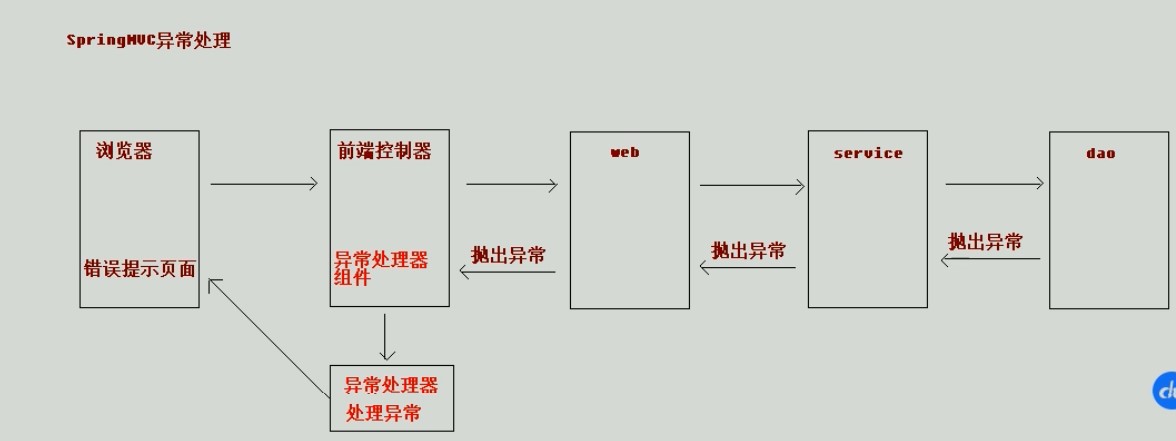 SpringMVC异常处理
浏览器
前端控制器
web
service
dao
抛出异常
抛出异常
抛出异常
错误提示页面
异常处理器
组件
异常处理器
处理异常